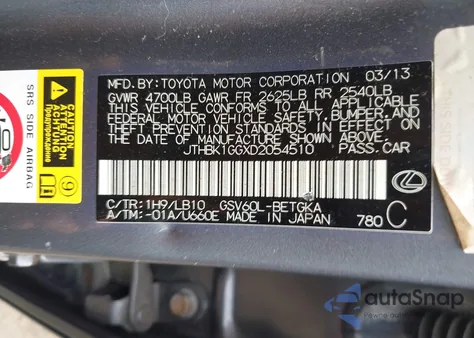 MFD.BY:TOYOTA MOTOR CORPORATION 03/13
GVWR 4700LB GAWR FR 2625LB RR 2540LB
THIS VEHICLE CONFORMS TO ALL APPLICABLE
FEDERAL MOTOR VEHICLE SAFETY, BUMPER, AND
THEFT PREVENTION STANDARDS IN EFFECT ON
THE DATE OF MANUFACTURE SHOWN ABOVE.
JTHBK1GGXD2054510 PASS.CAR
C/TR:1H9/LB10 GSV60L-BETGKA
A/TM:-01A/U660E MADE IN JAPAN 780 C
SRS SIDE AIRBAG
CAUTION
ACHTUNG
ATTENTION
9
autoSnap